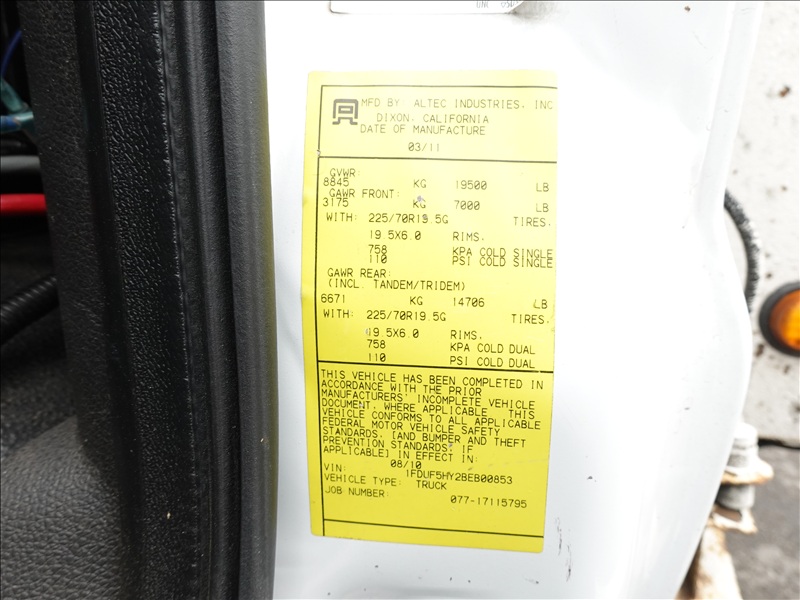 MFD BY: ALTEC INDUSTRIES, INC
DIXON, CALIFORNIA
DATE OF MANUFACTURE
03/11
GVWR:
8845 KG 19500 LB
GAWR FRONT:
3175 KG 7000 LB
WITH: 225/70R19.5G TIRES.
19.5X6.0 RIMS.
758 KPA COLD SINGLE
110 PSI COLD SINGLE
GAWR REAR:
(INCL. TANDEM/TRIDEM)
6671 KG 14706 LB
WITH: 225/70R19.5G TIRES.
19.5X6.0 RIMS.
758 KPA COLD DUAL
110 PSI COLD DUAL
THIS VEHICLE HAS BEEN COMPLETED IN
ACCORDANCE WITH THE PRIOR
MANUFACTURERS' INCOMPLETE VEHICLE
DOCUMENT, WHERE APPLICABLE. THIS
VEHICLE CONFORMS TO ALL APPLICABLE
FEDERAL MOTOR VEHICLE SAFETY
STANDARDS, [AND BUMPER AND THEFT
PREVENTION STANDARDS, IF
APPLICABLE] IN EFFECT IN:
08/10
VIN: 1FDUF5HY2BEB00853
VEHICLE TYPE: TRUCK
JOB NUMBER: 077-17115795